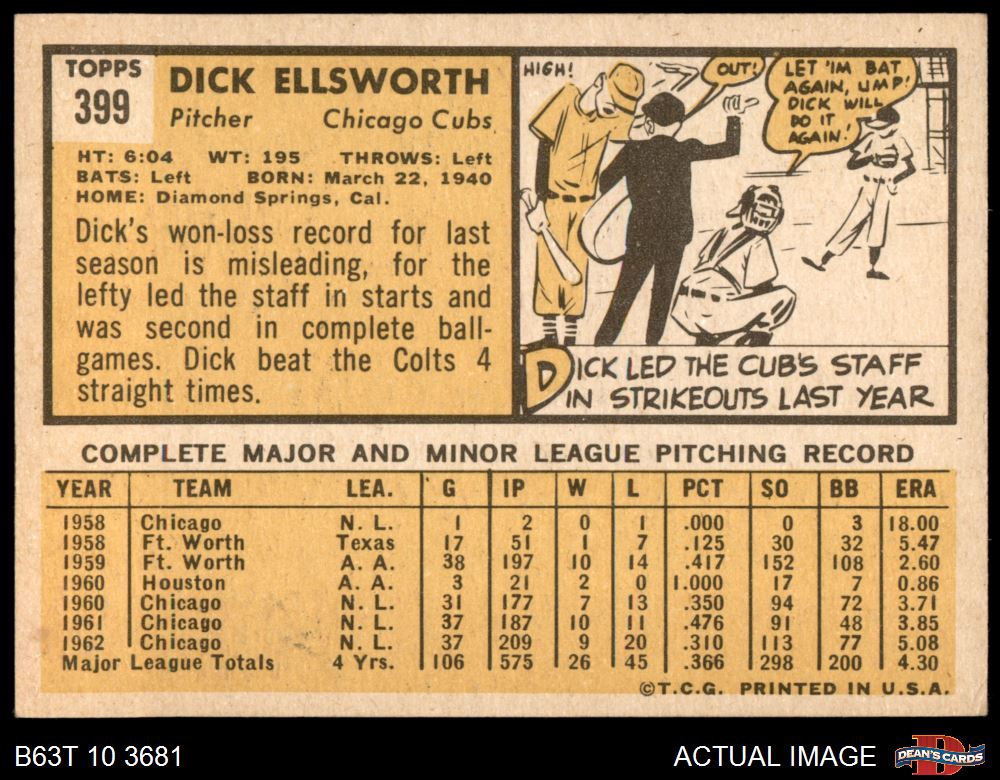 TOPPS
399
DICK ELLSWORTH
Pitcher Chicago Cubs
HT: 6:04 WT: 195 THROWS: Left
BATS: Left BORN: March 22, 1940
HOME: Diamond Springs, Cal.
Dick's won-loss record for last
season is misleading, for the
lefty led the staff in starts and
was second in complete ball-
games. Dick beat the Colts 4
straight times.
HIGH!
OUT!
LET 'IM BAT
AGAIN, UMP!
DICK WILL
DO IT
AGAIN!
DICK LED THE CUB'S STAFF
IN STRIKEOUTS LAST YEAR
COMPLETE MAJOR AND MINOR LEAGUE PITCHING RECORD
YEAR TEAM LEA. G IP W L PCT SO BB ERA
1958 Chicago N. L. 1 2 0 1 .000 0 3 18.00
1958 Ft. Worth Texas 17 51 1 7 .125 30 32 5.47
1959 Ft. Worth A. A. 38 197 10 14 .417 152 108 2.60
1960 Houston A. A. 3 21 2 0 1.000 17 7 0.86
1960 Chicago N. L. 31 177 7 13 .350 94 72 3.71
1961 Chicago N. L. 37 187 10 11 .476 91 48 3.85
1962 Chicago N. L. 37 209 9 20 .310 113 77 5.08
Major League Totals 4 Yrs. 106 575 26 45 .366 298 200 4.30
©T.C.G. PRINTED IN U.S.A.
B63T 10 3681
ACTUAL IMAGE
D
DEAN'S CARDS